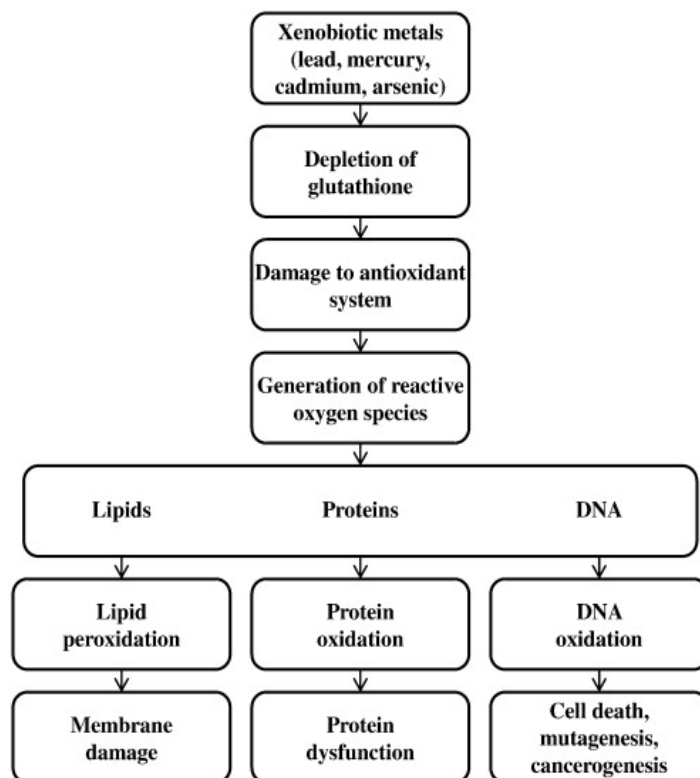 Xenobiotic metals
(lead, mercury,
cadmium, arsenic)
Depletion of
glutathione
Damage to antioxidant
system
Generation of reactive
oxygen species
Lipids
Proteins
DNA
Lipid
peroxidation
Protein
oxidation
DNA
oxidation
Membrane
damage
Protein
dysfunction
Cell death,
mutagenesis,
cancerogenesis